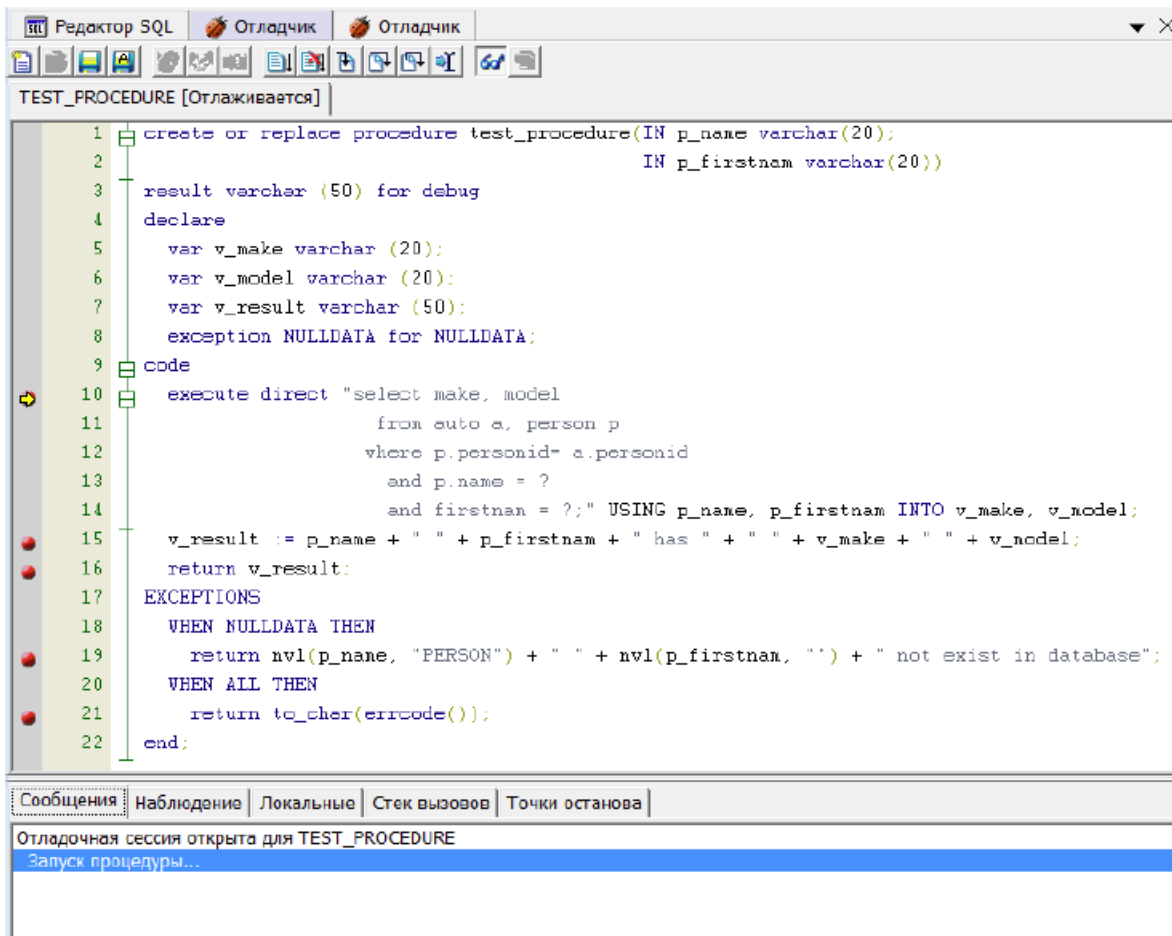 Редактор SQL Отладчик Отладчик
TEST_PROCEDURE [Отлаживается]
1 create or replace procedure test_procedure(IN p_name varchar(20);
2 IN p_firstnam varchar(20))
3 result varchar (50) for debug
4 declare
5 var v_make varchar (20);
6 var v_model varchar (20);
7 var v_result varchar (50);
8 exception NULLDATA for NULLDATA;
9 code
10 execute direct "select make, model
11 from auto a, person p
12 where p.personid= a.personid
13 and p.name = ?
14 and firstnam = ?;" USING p_name, p_firstnam INTO v_make, v_model;
15 v_result := p_name + " " + p_firstnam + " has " + " " + v_make + " " + v_model;
16 return v_result;
17 EXCEPTIONS
18 WHEN NULLDATA THEN
19 return nvl(p_name, "PERSON") + " " + nvl(p_firstnam, "") + " not exist in database";
20 WHEN ALL THEN
21 return to_char(errcode());
22 end;
Сообщения Наблюдение Локальные Стек вызовов Точки останова
Отладочная сессия открыта для TEST_PROCEDURE
Запуск процедуры...